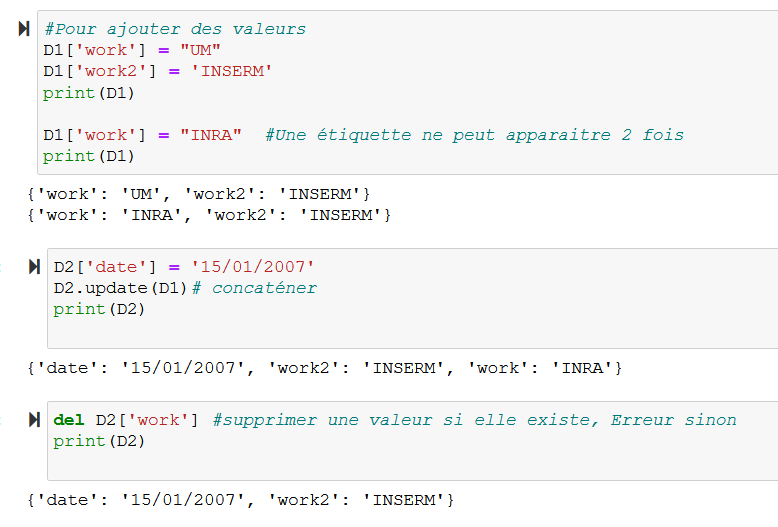 #Pour ajouter des valeurs
D1['work'] = "UM"
D1['work2'] = 'INSERM'
print(D1)
D1['work'] = "INRA"  #Une étiquette ne peut apparaitre 2 fois
print(D1)
{'work': 'UM', 'work2': 'INSERM'}
{'work': 'INRA', 'work2': 'INSERM'}
D2['date'] = '15/01/2007'
D2.update(D1)# concaténer
print(D2)
{'date': '15/01/2007', 'work2': 'INSERM', 'work': 'INRA'}
del D2['work'] #supprimer une valeur si elle existe, Erreur sinon
print(D2)
{'date': '15/01/2007', 'work2': 'INSERM'}